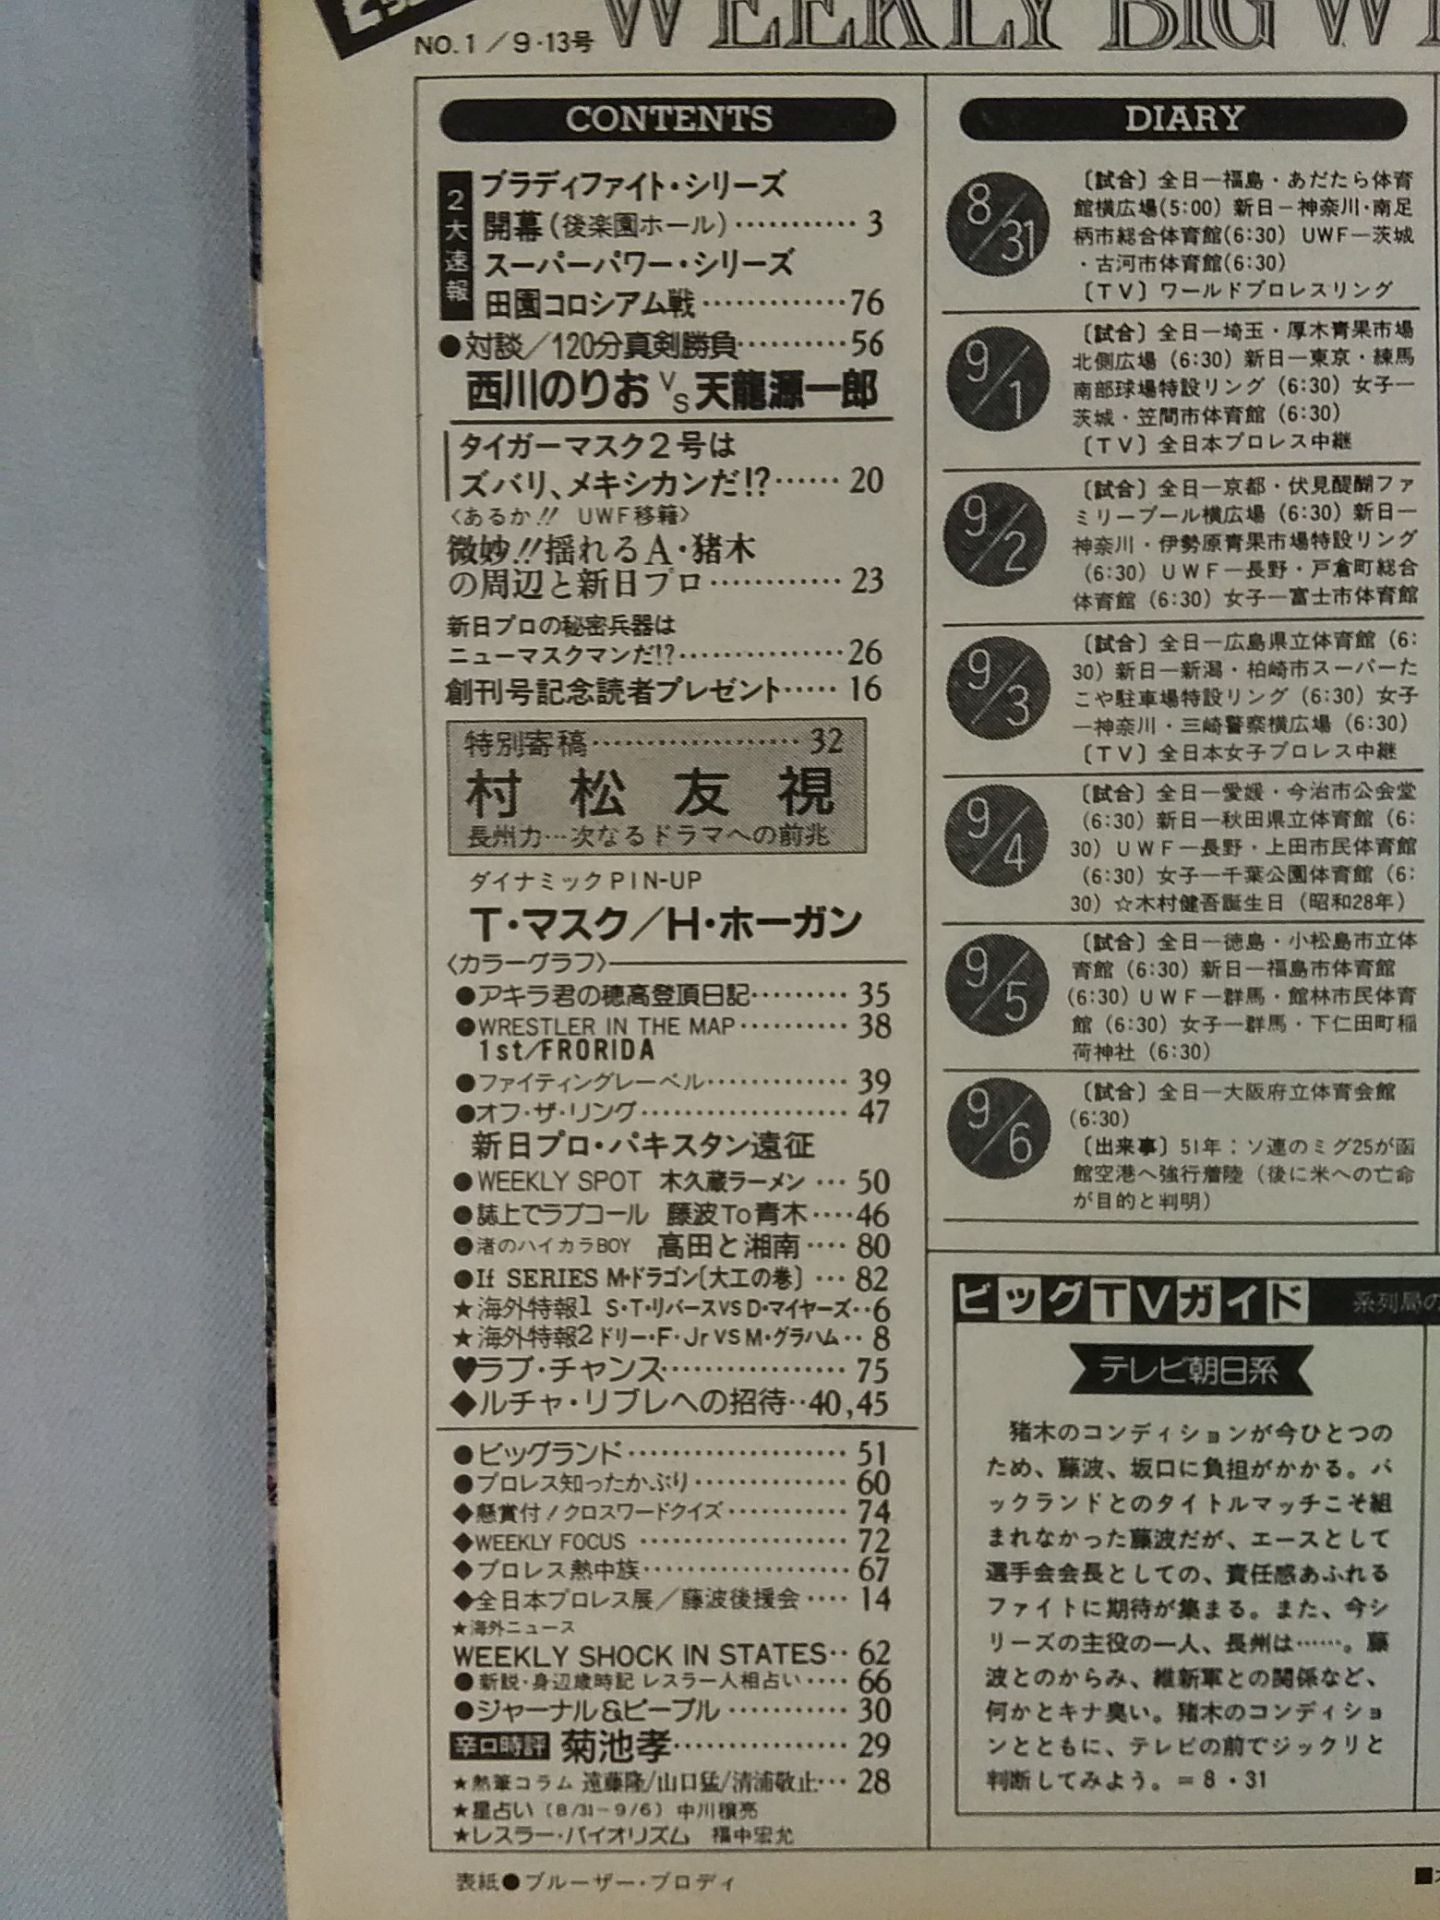 WEEKLY BIG W
NO.1／9・13号
CONTENTS
2大速報
ブラディファイト・シリーズ
開幕(後楽園ホール)…………3
スーパーパワー・シリーズ
田園コロシアム戦……………76
●対談／120分真剣勝負…………56
西川のりおVS天龍源一郎
タイガーマスク2号は
ズバリ、メキシカンだ!?……20
〈あるか!! UWF移籍〉
微妙!!揺れるA・猪木
の周辺と新日プロ…………23
新日プロの秘密兵器は
ニューマスクマンだ!?……………26
創刊号記念読者プレゼント……16
特別寄稿…………………32
村松友視
長州力…次なるドラマへの前兆
ダイナミックPIN-UP
T・マスク／H・ホーガン
〈カラーグラフ〉
●アキラ君の穂高登頂日記………35
●WRESTLER IN THE MAP…………38
1st/FRORIDA
●ファイティングレーベル……………39
●オフ・ザ・リング…………………47
新日プロ・パキスタン遠征
●WEEKLY SPOT 木久蔵ラーメン…50
●誌上でラブコール 藤波To青木…46
●渚のハイカラBOY 高田と湘南…80
●If SERIES M・ドラゴン〔大工の巻〕…82
★海外特報1 S・T・リバースVSD・マイヤーズ‥6
★海外特報2ドリー・F・JrVSM・グラハム‥8
♥ラブ・チャンス………………75
◆ルチャ・リブレへの招待‥40,45
●ビッグランド…………………51
●プロレス知ったかぶり……………60
◆懸賞付！クロスワードクイズ…………74
◆WEEKLY FOCUS…………………72
◆プロレス熱中族…………………67
◆全日本プロレス展／藤波後援会…14
★海外ニュース
WEEKLY SHOCK IN STATES‥62
●新説・身辺歳時記 レスラー人相占い…66
●ジャーナル&ピープル…………30
辛口時評 菊池孝………………29
★熱筆コラム 遠藤隆/山口猛/清浦敬止…28
★星占い(8/31-9/6) 中川穣亮
★レスラー・バイオリズム 福中宏允
表紙●ブルーザー・ブロディ
DIARY
8/31
〔試合〕全日―福島・あだたら体育
館横広場(5:00) 新日―神奈川・南足
柄市総合体育館(6:30) UWF―茨城
・古河市体育館(6:30)
〔TV〕ワールドプロレスリング
9/1
〔試合〕全日―埼玉・厚木青果市場
北側広場(6:30) 新日―東京・練馬
南部球場特設リング(6:30) 女子―
茨城・笠間市体育館(6:30)
〔TV〕全日本プロレス中継
9/2
〔試合〕全日―京都・伏見醍醐ファ
ミリープール横広場(6:30) 新日―
神奈川・伊勢原青果市場特設リング
(6:30) UWF―長野・戸倉町総合
体育館(6:30) 女子―富士市体育館
9/3
〔試合〕全日―広島県立体育館(6:
30) 新日―新潟・柏崎市スーパーた
こや駐車場特設リング(6:30) 女子
―神奈川・三崎警察横広場(6:30)
〔TV〕全日本女子プロレス中継
9/4
〔試合〕全日―愛媛・今治市公会堂
(6:30) 新日―秋田県立体育館(6:
30) UWF―長野・上田市民体育館
(6:30) 女子―千葉公園体育館(6:
30) ☆木村健吾誕生日(昭和28年)
9/5
〔試合〕全日―徳島・小松島市立体
育館(6:30) 新日―福島市体育館
(6:30) UWF―群馬・館林市民体育
館(6:30) 女子―群馬・下仁田町稲
荷神社(6:30)
9/6
〔試合〕全日―大阪府立体育会館
(6:30)
〔出来事〕51年：ソ連のミグ25が函
館空港へ強行着陸(後に米への亡命
が目的と判明)
ビッグTVガイド 系列局の
テレビ朝日系
猪木のコンディションが今ひとつの
ため、藤波、坂口に負担がかかる。バ
ックランドとのタイトルマッチこそ組
まれなかった藤波だが、エースとして
選手会会長としての、責任感あふれる
ファイトに期待が集まる。また、今シ
リーズの主役の一人、長州は……。藤
波とのからみ、維新軍との関係など、
何かとキナ臭い。猪木のコンディショ
ンとともに、テレビの前でジックリと
判断してみよう。＝8・31